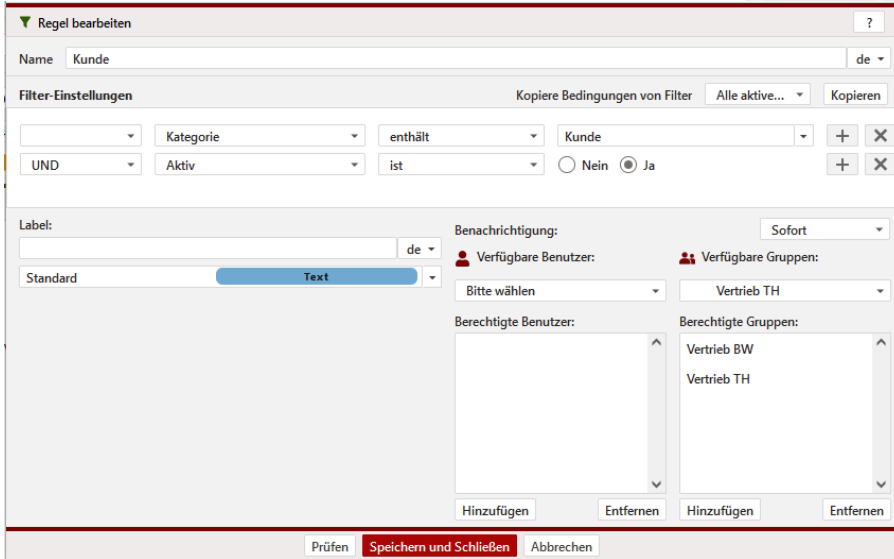 Regel bearbeiten ?
Name Kunde de
Filter-Einstellungen Kopiere Bedingungen von Filter Alle aktive... Kopieren
Kategorie enthält Kunde
UND Aktiv ist Nein Ja
Label:
de
Standard Text
Benachrichtigung: Sofort
Verfügbare Benutzer: Verfügbare Gruppen:
Bitte wählen Vertrieb TH
Berechtigte Benutzer: Berechtigte Gruppen:
Vertrieb BW
Vertrieb TH
Hinzufügen Entfernen Hinzufügen Entfernen
Prüfen Speichern und Schließen Abbrechen